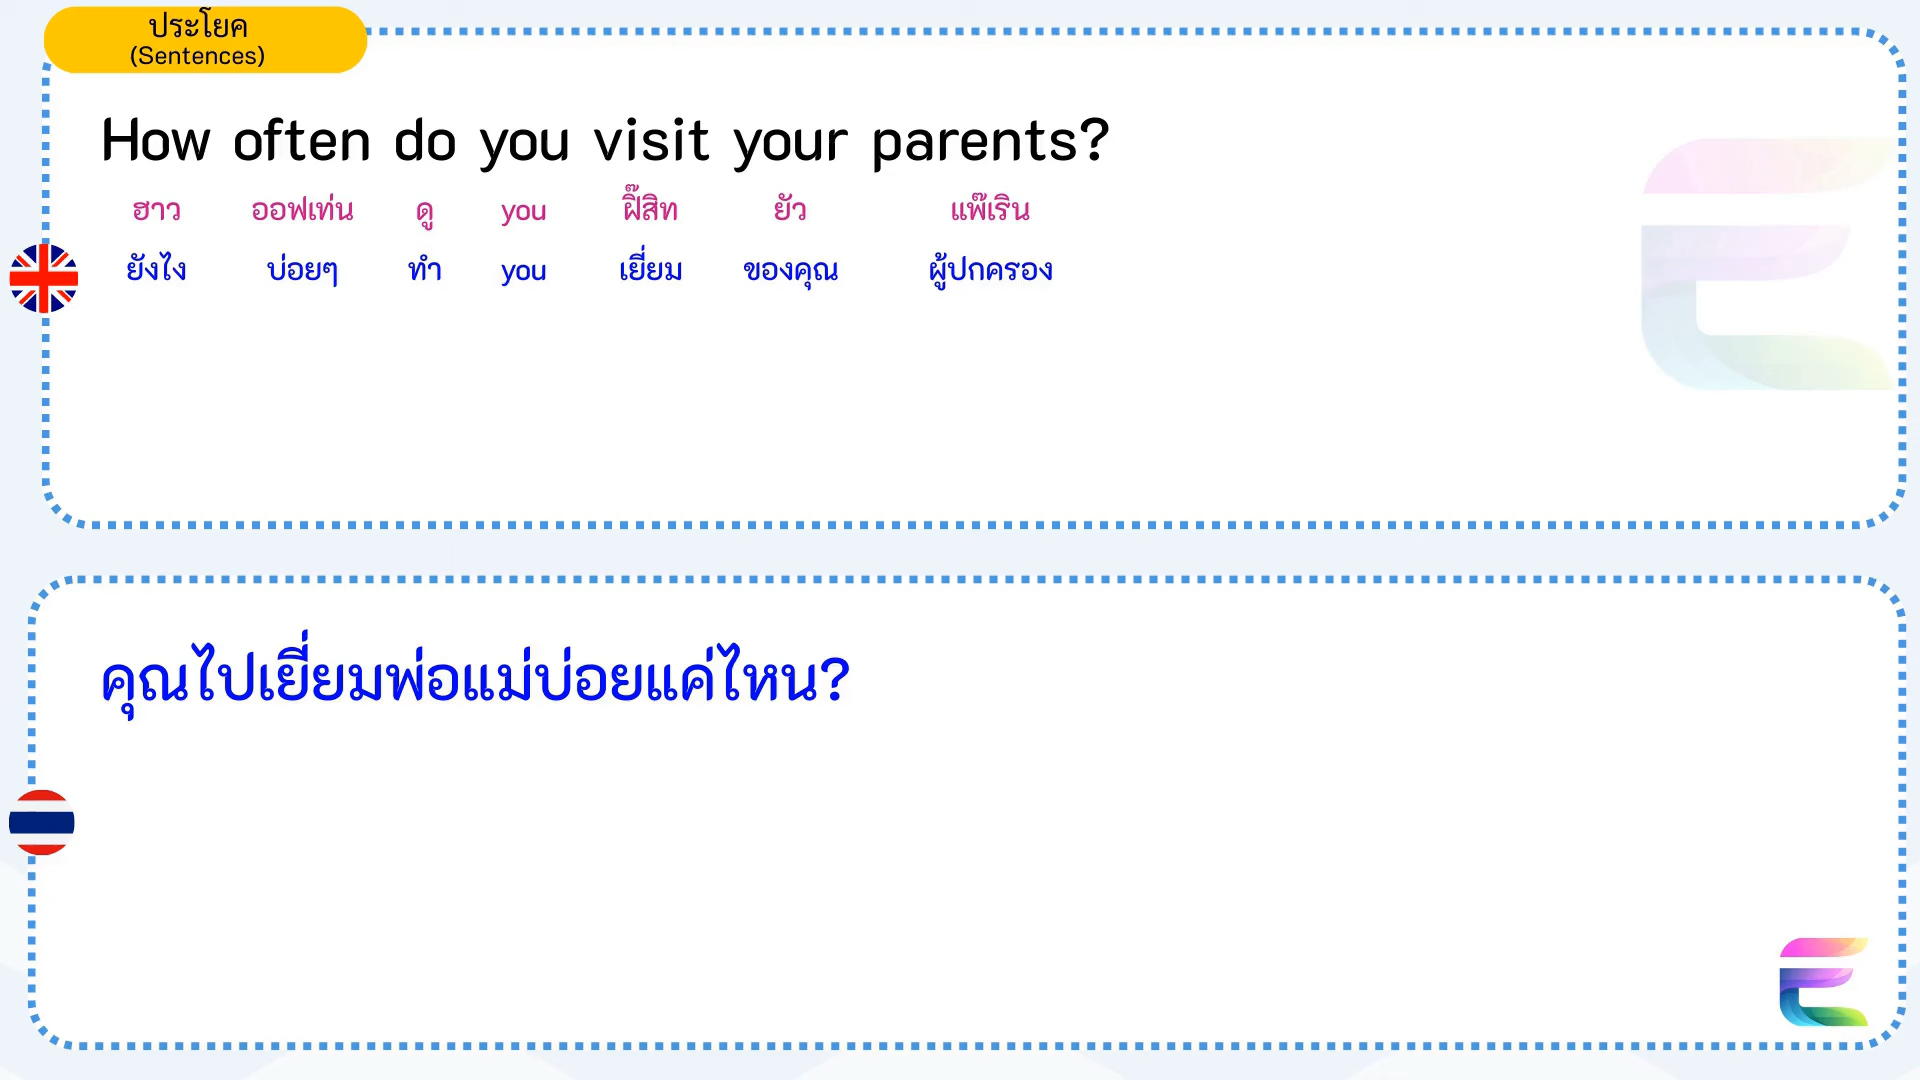 ประโยค
(Sentences)
How often do you visit your parents?
ฮาว ออฟเท่น ดู you ฝิ๊สิท ยัว แพ๊เริน
ยังไง บ่อยๆ ทำ you เยี่ยม ของคุณ ผู้ปกครอง
คุณไปเยี่ยมพ่อแม่บ่อยแค่ไหน?